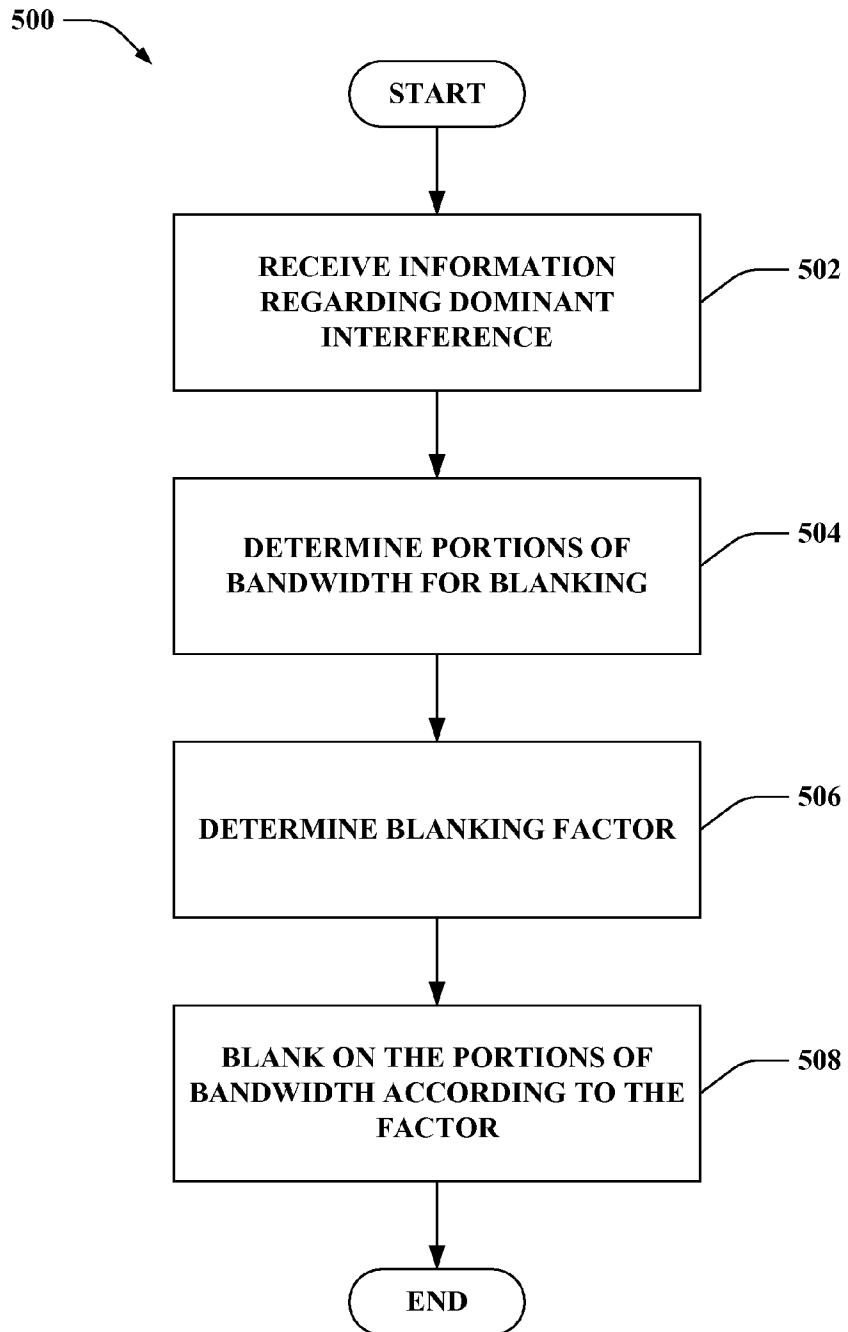 500
START
RECEIVE INFORMATION
REGARDING DOMINANT
INTERFERENCE
502
DETERMINE PORTIONS OF
BANDWIDTH FOR BLANKING
504
DETERMINE BLANKING FACTOR
506
BLANK ON THE PORTIONS OF
BANDWIDTH ACCORDING TO THE
FACTOR
508
END